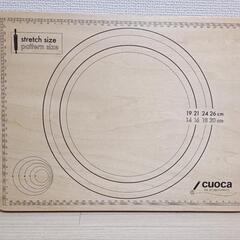 stretch size
pattern size
19 21 24 26 cm
14 16 18 20 cm
cuoca